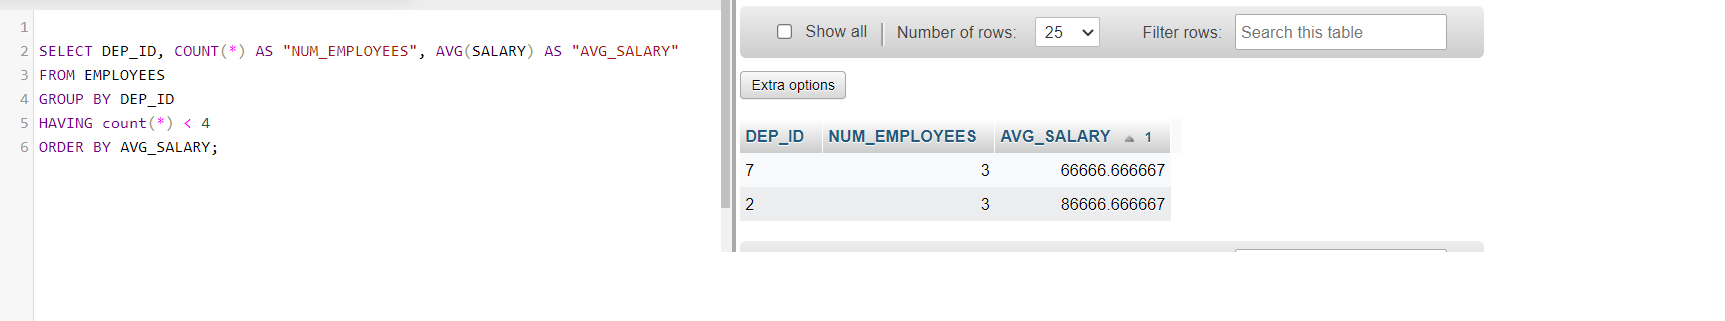 1
2 SELECT DEP_ID, COUNT(*) AS "NUM_EMPLOYEES", AVG(SALARY) AS "AVG_SALARY"
3 FROM EMPLOYEES
4 GROUP BY DEP_ID
5 HAVING count(*) < 4
6 ORDER BY AVG_SALARY;
Show all Number of rows: 25 Filter rows: Search this table
Extra options
DEP_ID NUM_EMPLOYEES AVG_SALARY 1
7 3 66666.666667
2 3 86666.666667